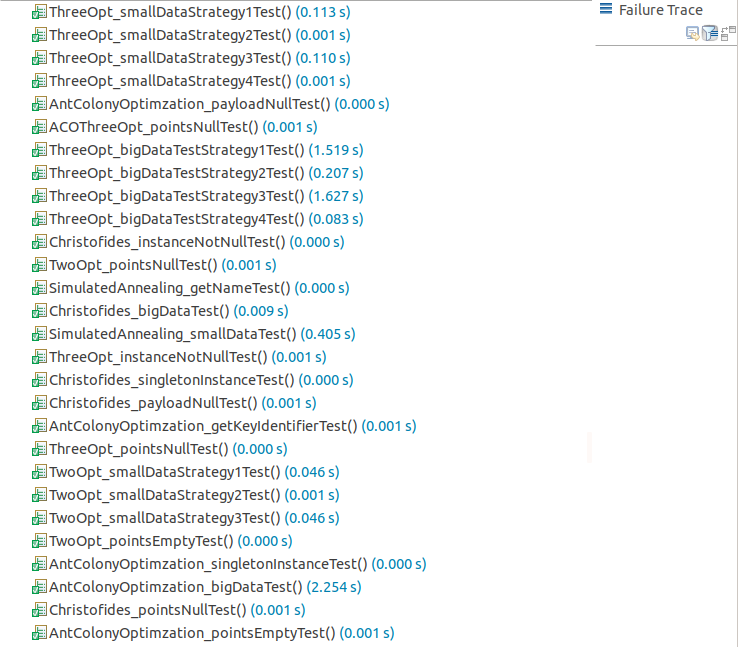 ThreeOpt_smallDataStrategy1Test() (0.113 s)
ThreeOpt_smallDataStrategy2Test() (0.001 s)
ThreeOpt_smallDataStrategy3Test() (0.110 s)
ThreeOpt_smallDataStrategy4Test() (0.001 s)
AntColonyOptimzation_payloadNullTest() (0.000 s)
ACOThreeOpt_pointsNullTest() (0.001 s)
ThreeOpt_bigDataTestStrategy1Test() (1.519 s)
ThreeOpt_bigDataTestStrategy2Test() (0.207 s)
ThreeOpt_bigDataTestStrategy3Test() (1.627 s)
ThreeOpt_bigDataTestStrategy4Test() (0.083 s)
Christofides_instanceNotNullTest() (0.000 s)
TwoOpt_pointsNullTest() (0.001 s)
SimulatedAnnealing_getNameTest() (0.000 s)
Christofides_bigDataTest() (0.009 s)
SimulatedAnnealing_smallDataTest() (0.405 s)
ThreeOpt_instanceNotNullTest() (0.001 s)
Christofides_singletonInstanceTest() (0.000 s)
Christofides_payloadNullTest() (0.001 s)
AntColonyOptimzation_getKeyIdentifierTest() (0.001 s)
ThreeOpt_pointsNullTest() (0.000 s)
TwoOpt_smallDataStrategy1Test() (0.046 s)
TwoOpt_smallDataStrategy2Test() (0.001 s)
TwoOpt_smallDataStrategy3Test() (0.046 s)
TwoOpt_pointsEmptyTest() (0.000 s)
AntColonyOptimzation_singletonInstanceTest() (0.000 s)
AntColonyOptimzation_bigDataTest() (2.254 s)
Christofides_pointsNullTest() (0.001 s)
AntColonyOptimzation_pointsEmptyTest() (0.001 s)
Failure Trace